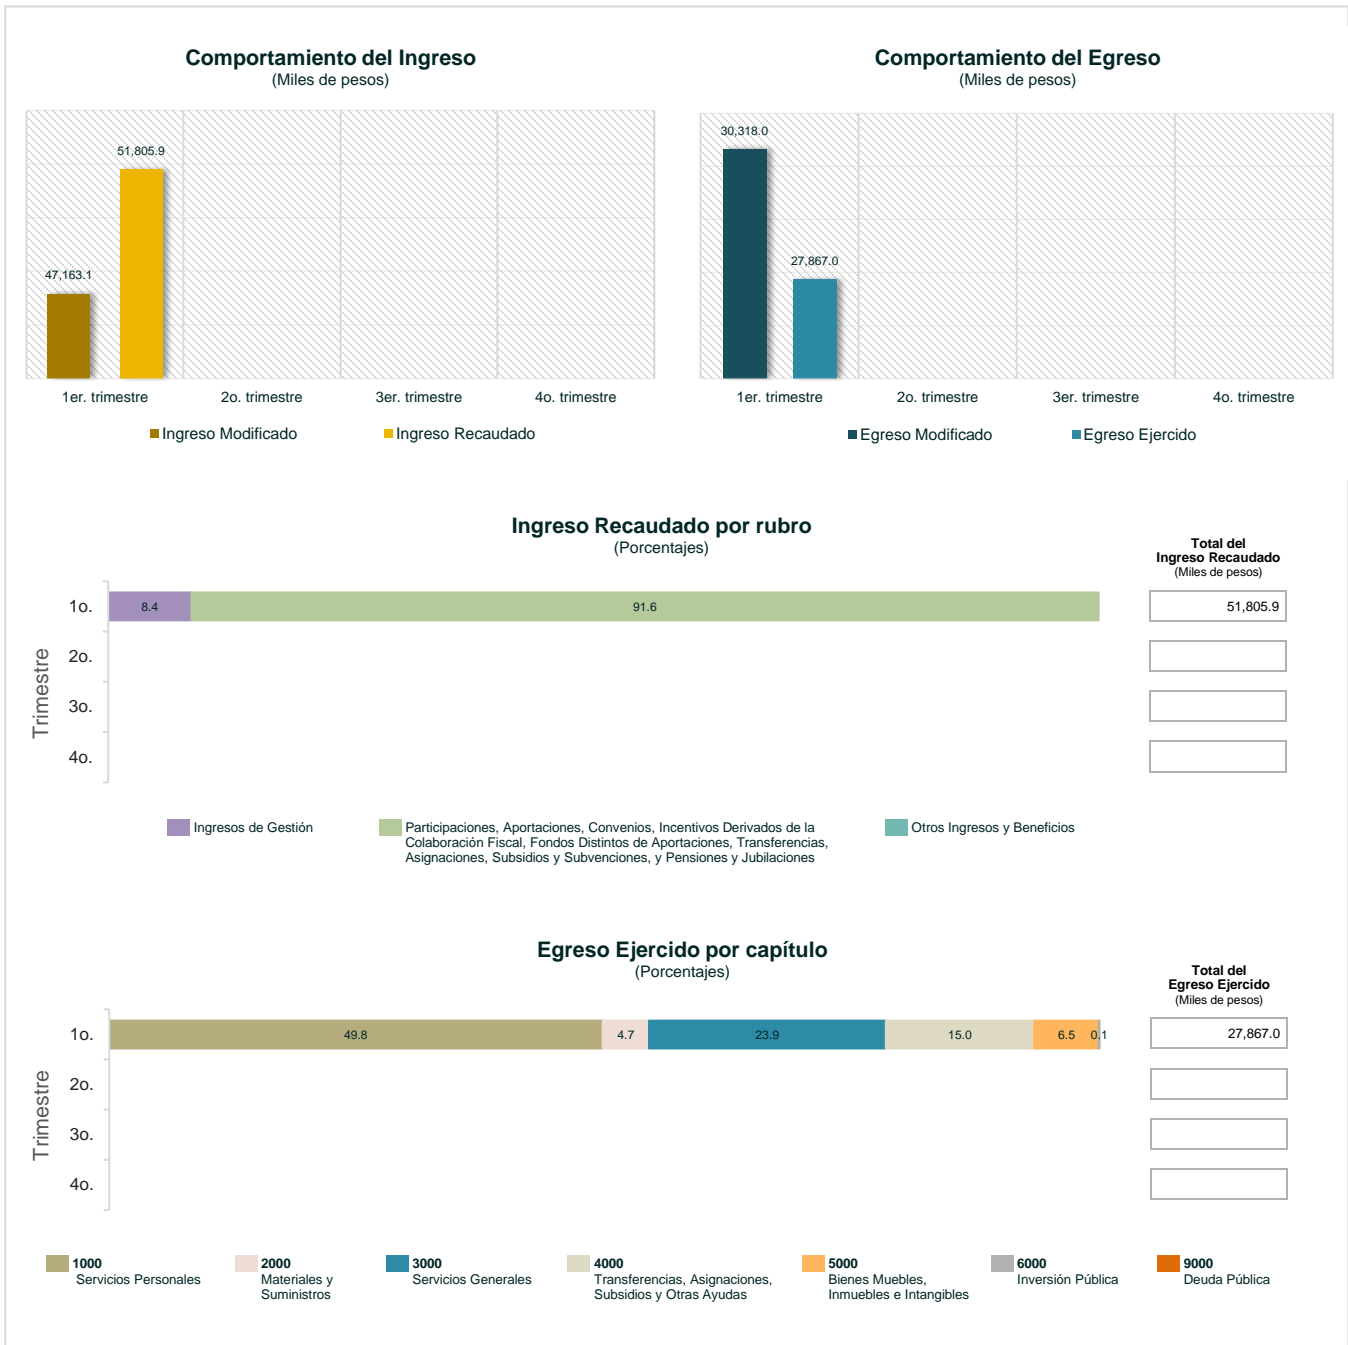 Comportamiento del Ingreso
(Miles de pesos)
51,805.9
47,163.1
1er. trimestre 2o. trimestre 3er. trimestre 4o. trimestre
Ingreso Modificado Ingreso Recaudado
Comportamiento del Egreso
(Miles de pesos)
30,318.0
27,867.0
1er. trimestre 2o. trimestre 3er. trimestre 4o. trimestre
Egreso Modificado Egreso Ejercido
Ingreso Recaudado por rubro
(Porcentajes)
Total del
Ingreso Recaudado
(Miles de pesos)
Trimestre
1o. 8.4 91.6 51,805.9
2o.
3o.
4o.
Ingresos de Gestión
Participaciones, Aportaciones, Convenios, Incentivos Derivados de la
Colaboración Fiscal, Fondos Distintos de Aportaciones, Transferencias,
Asignaciones, Subsidios y Subvenciones, y Pensiones y Jubilaciones
Otros Ingresos y Beneficios
Egreso Ejercido por capítulo
(Porcentajes)
Total del
Egreso Ejercido
(Miles de pesos)
Trimestre
1o. 49.8 4.7 23.9 15.0 6.5 0.1 27,867.0
2o.
3o.
4o.
1000
Servicios Personales
2000
Materiales y
Suministros
3000
Servicios Generales
4000
Transferencias, Asignaciones,
Subsidios y Otras Ayudas
5000
Bienes Muebles,
Inmuebles e Intangibles
6000
Inversión Pública
9000
Deuda Pública